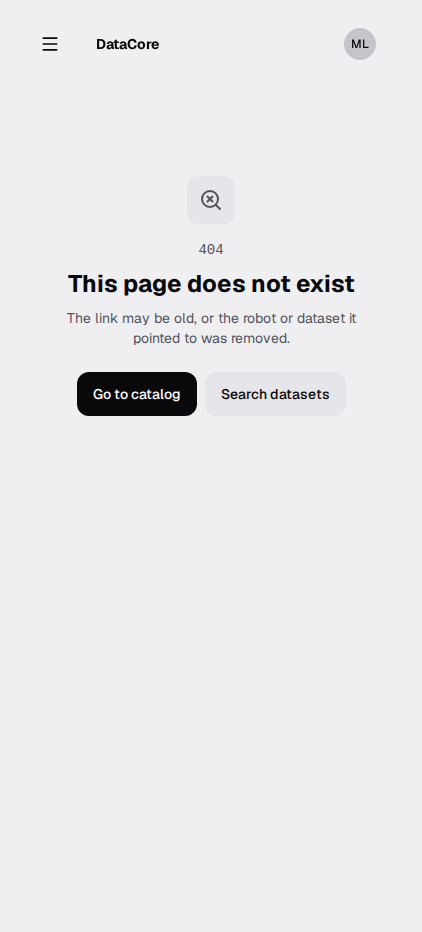 DataCore
ML
404
This page does not exist
The link may be old, or the robot or dataset it
pointed to was removed.
Go to catalog
Search datasets